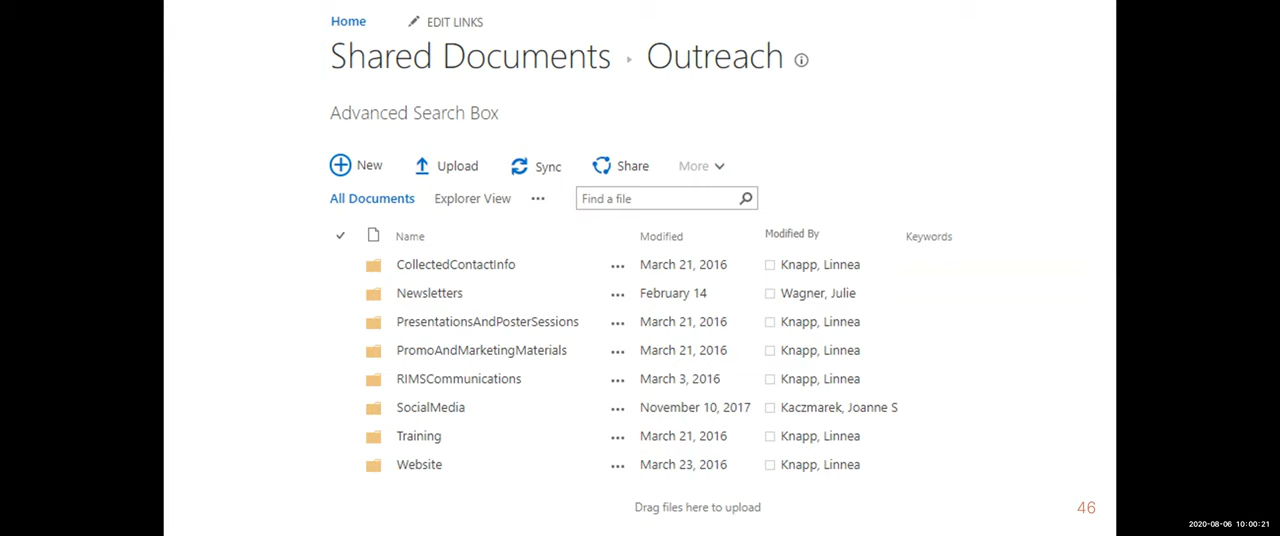 Home EDIT LINKS
Shared Documents Outreach
Advanced Search Box
New Upload Sync Share More
All Documents Explorer View ••• Find a file
Name Modified Modified By Keywords
CollectedContactInfo ••• March 21, 2016 Knapp, Linnea
Newsletters ••• February 14 Wagner, Julie
PresentationsAndPosterSessions ••• March 21, 2016 Knapp, Linnea
PromoAndMarketingMaterials ••• March 21, 2016 Knapp, Linnea
RIMSCommunications ••• March 3, 2016 Knapp, Linnea
SocialMedia ••• November 10, 2017 Kaczmarek, Joanne S
Training ••• March 21, 2016 Knapp, Linnea
Website ••• March 23, 2016 Knapp, Linnea
Drag files here to upload
46
2020-08-06 10:00:21